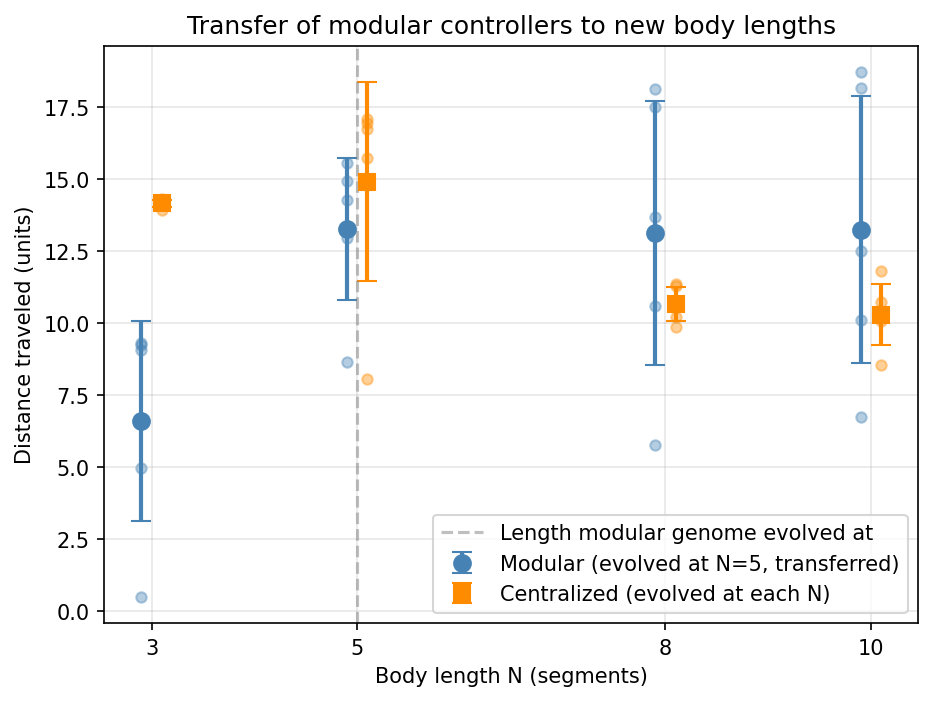 Transfer of modular controllers to new body lengths
Distance traveled (units)
17.5
15.0
12.5
10.0
7.5
5.0
2.5
0.0
Length modular genome evolved at
Modular (evolved at N=5, transferred)
Centralized (evolved at each N)
3
5
8
10
Body length N (segments)